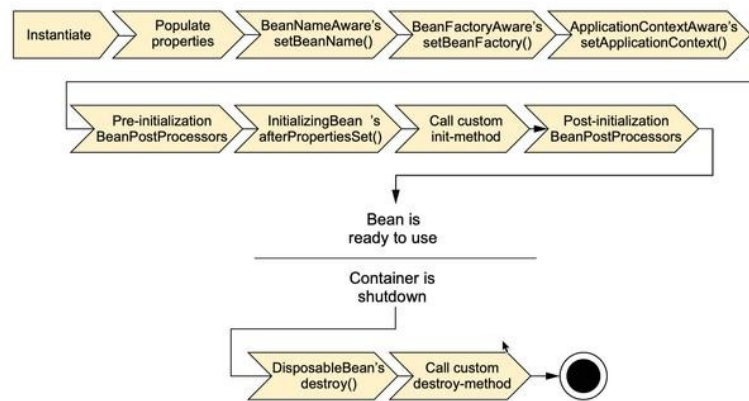 Instantiate
Populate
properties
BeanNameAware's
setBeanName()
BeanFactoryAware's
setBeanFactory()
ApplicationContextAware's
setApplicationContext()
Pre-initialization
BeanPostProcessors
InitializingBean 's
afterPropertiesSet()
Call custom
init-method
Post-initialization
BeanPostProcessors
Bean is
ready to use
Container is
shutdown
DisposableBean's
destroy()
Call custom
destroy-method